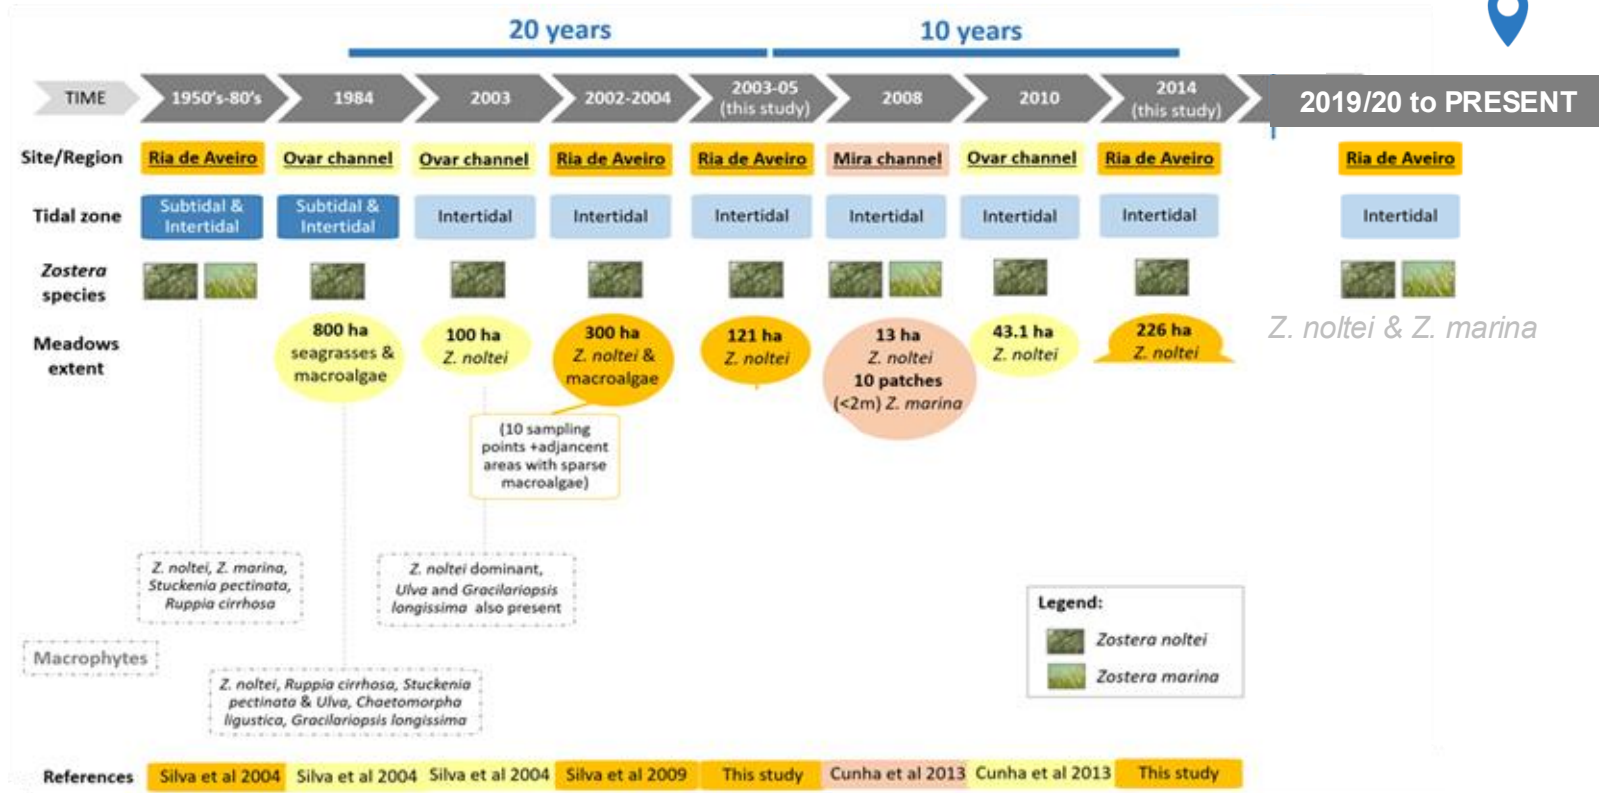 20 years
10 years
TIME
1950's-80's
1984
2003
2002-2004
2003-05
(this study)
2008
2010
2014
(this study)
2019/20 to PRESENT
Site/Region
Ria de Aveiro
Ovar channel
Ovar channel
Ria de Aveiro
Ria de Aveiro
Mira channel
Ovar channel
Ria de Aveiro
Ria de Aveiro
Tidal zone
Subtidal &
Intertidal
Subtidal &
Intertidal
Intertidal
Intertidal
Intertidal
Intertidal
Intertidal
Intertidal
Intertidal
Zostera
species
Z. noltei & Z. marina
Meadows
extent
800 ha
seagrasses &
macroalgae
100 ha
Z. noltei
300 ha
Z. noltei &
macroalgae
121 ha
Z. noltei
13 ha
Z. noltei
10 patches
(<2m) Z. marina
43.1 ha
Z. noltei
226 ha
Z. noltei
(10 sampling
points +adjancent
areas with sparse
macroalgae)
Z. noltei, Z. marina,
Stuckenia pectinata,
Ruppia cirrhosa
Z. noltei dominant,
Ulva and Gracilariopsis
longissima also present
Macrophytes
Z. noltei, Ruppia cirrhosa, Stuckenia
pectinata & Ulva, Chaetomorpha
ligustica, Gracilariopsis longissima
Legend:
Zostera noltei
Zostera marina
References
Silva et al 2004
Silva et al 2004
Silva et al 2004
Silva et al 2009
This study
Cunha et al 2013
Cunha et al 2013
This study